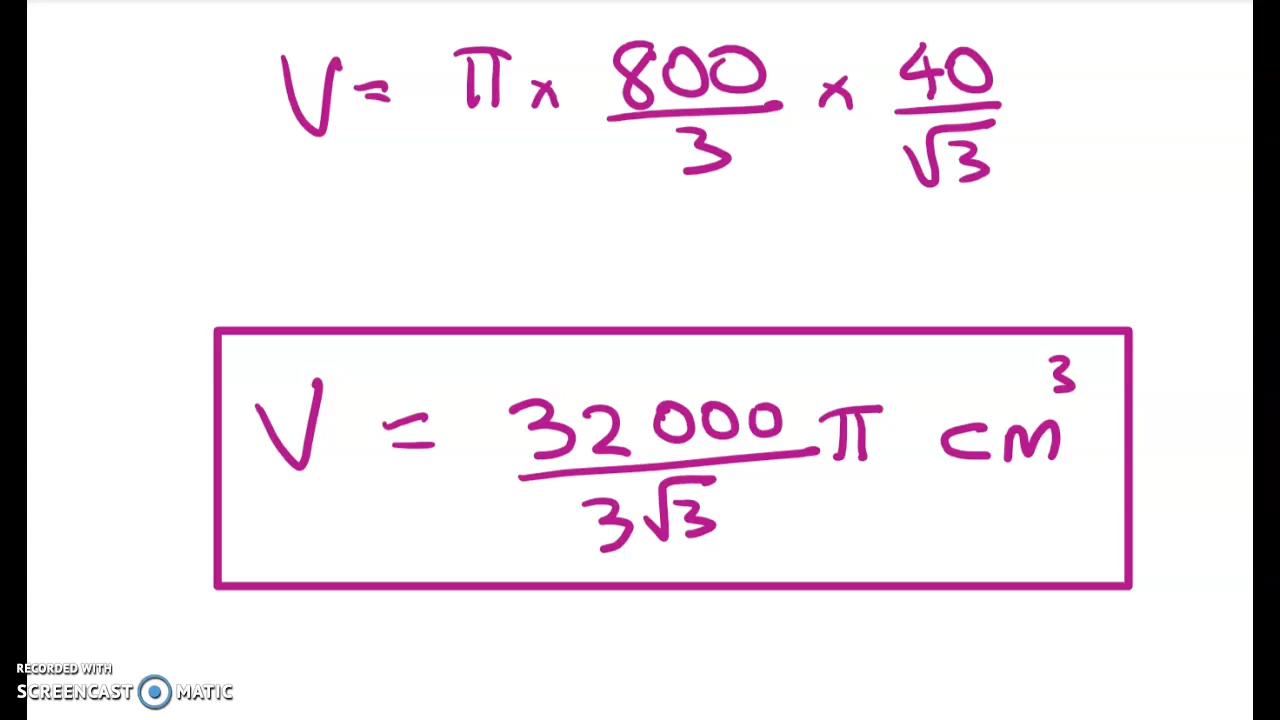 V = π × 800/3 × 40/√3
V = 32000/3√3 π cm³
RECORDED WITH
SCREENCAST MATIC